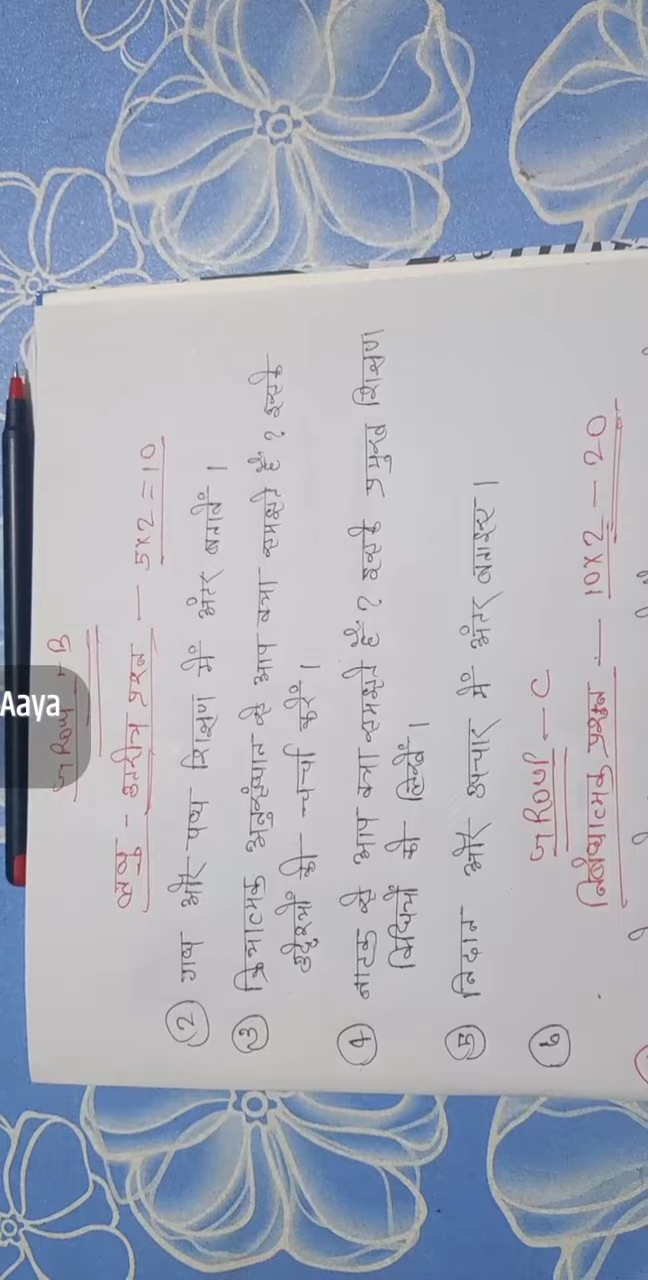 Group - B
लघु - उत्तरीय प्रश्न — 5x2=10
② गद्य और पद्य शिक्षण में अंतर बतावें।
③ क्रियात्मक अनुसंधान से आप क्या समझते हैं? इसके
उद्देश्यों की चर्चा करें।
④ नाटक से आप क्या समझते हैं? इसके प्रमुख शिक्षण
विधियों को लिखें।
⑤ निदान और उपचार में अंतर बताइए।
⑥
Group - C
निबंधात्मक प्रश्न — 10x2 - 20
Aaya